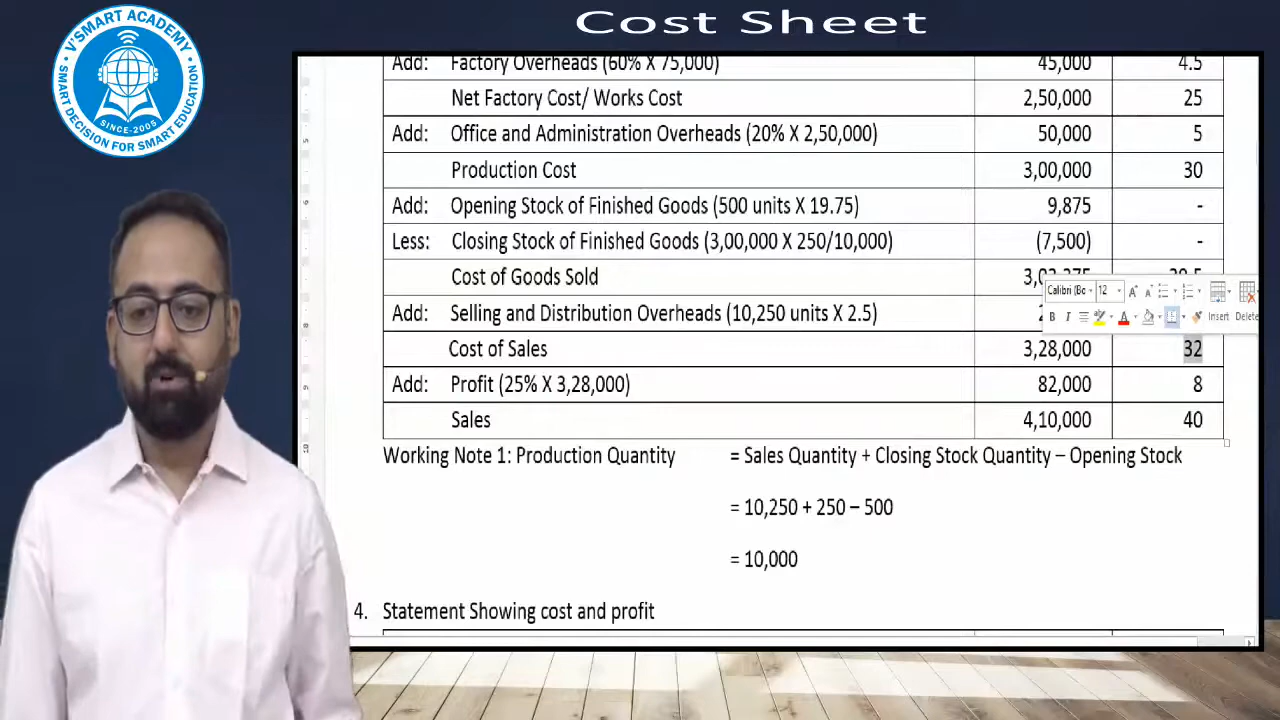 Cost Sheet
V'SMART ACADEMY
SINCE-2005
SMART DECISION FOR SMART EDUCATION
Add: Factory Overheads (60% X 75,000) 45,000 4.5
Net Factory Cost/ Works Cost 2,50,000 25
Add: Office and Administration Overheads (20% X 2,50,000) 50,000 5
Production Cost 3,00,000 30
Add: Opening Stock of Finished Goods (500 units X 19.75) 9,875 -
Less: Closing Stock of Finished Goods (3,00,000 X 250/10,000) (7,500) -
Cost of Goods Sold
Calibri (Bo 12
B I Insert Delete
Add: Selling and Distribution Overheads (10,250 units X 2.5)
Cost of Sales 3,28,000 32
Add: Profit (25% X 3,28,000) 82,000 8
Sales 4,10,000 40
Working Note 1: Production Quantity = Sales Quantity + Closing Stock Quantity – Opening Stock
= 10,250 + 250 – 500
= 10,000
4. Statement Showing cost and profit